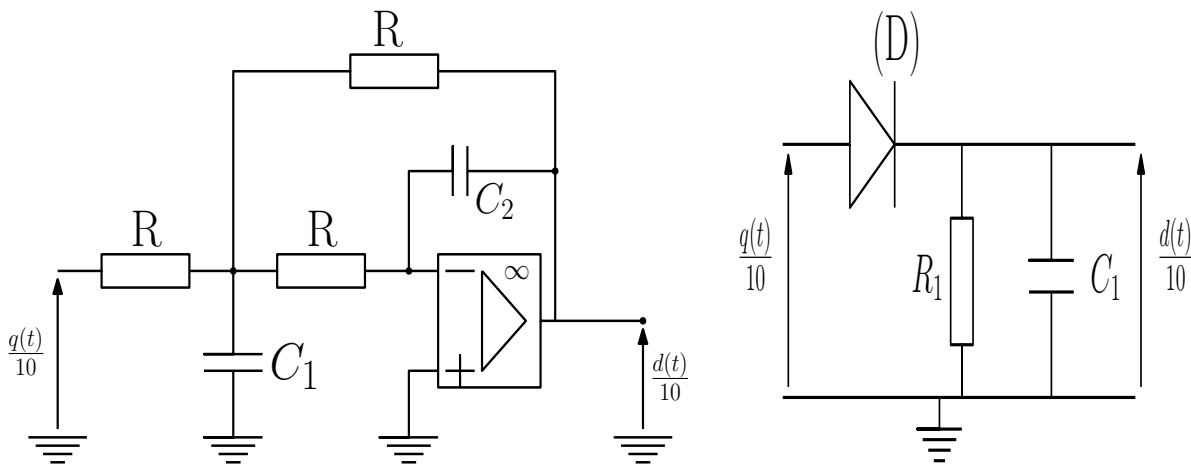 R
R
R
C₂
∞
−
+
C₁
q(t)/10
d(t)/10
(D)
q(t)/10
R₁
C₁
d(t)/10